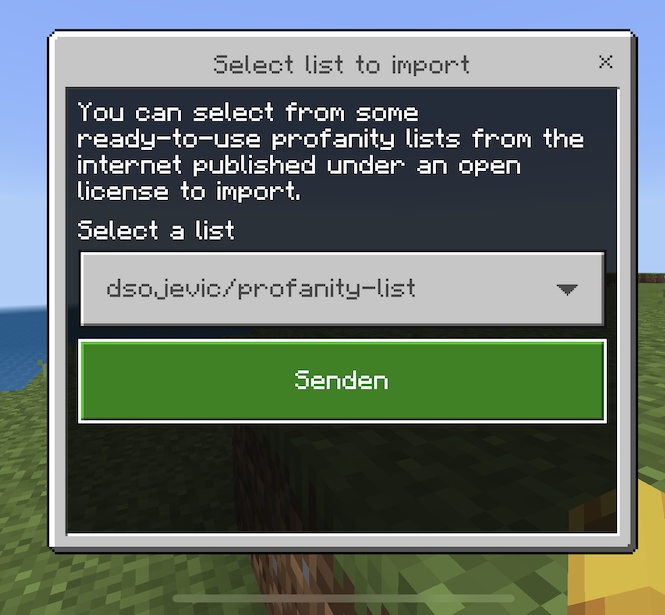 Select list to import
You can select from some
ready-to-use profanity lists from the
internet published under an open
license to import.
Select a list
dsojevic/profanity-list
Senden